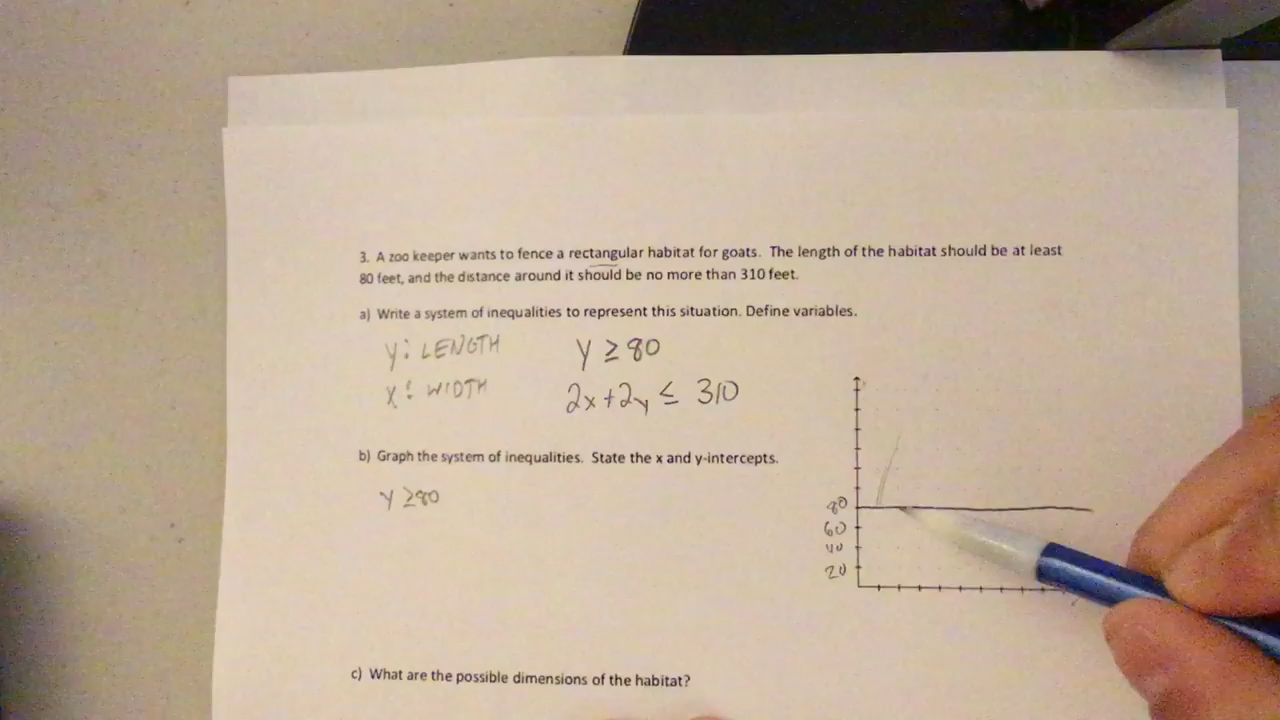 3. A zoo keeper wants to fence a rectangular habitat for goats. The length of the habitat should be at least
80 feet, and the distance around it should be no more than 310 feet.
a) Write a system of inequalities to represent this situation. Define variables.
y: LENGTH
y ≥ 80
x: WIDTH
2x+2y ≤ 310
b) Graph the system of inequalities. State the x and y-intercepts.
y ≥80
80
60
40
20
c) What are the possible dimensions of the habitat?